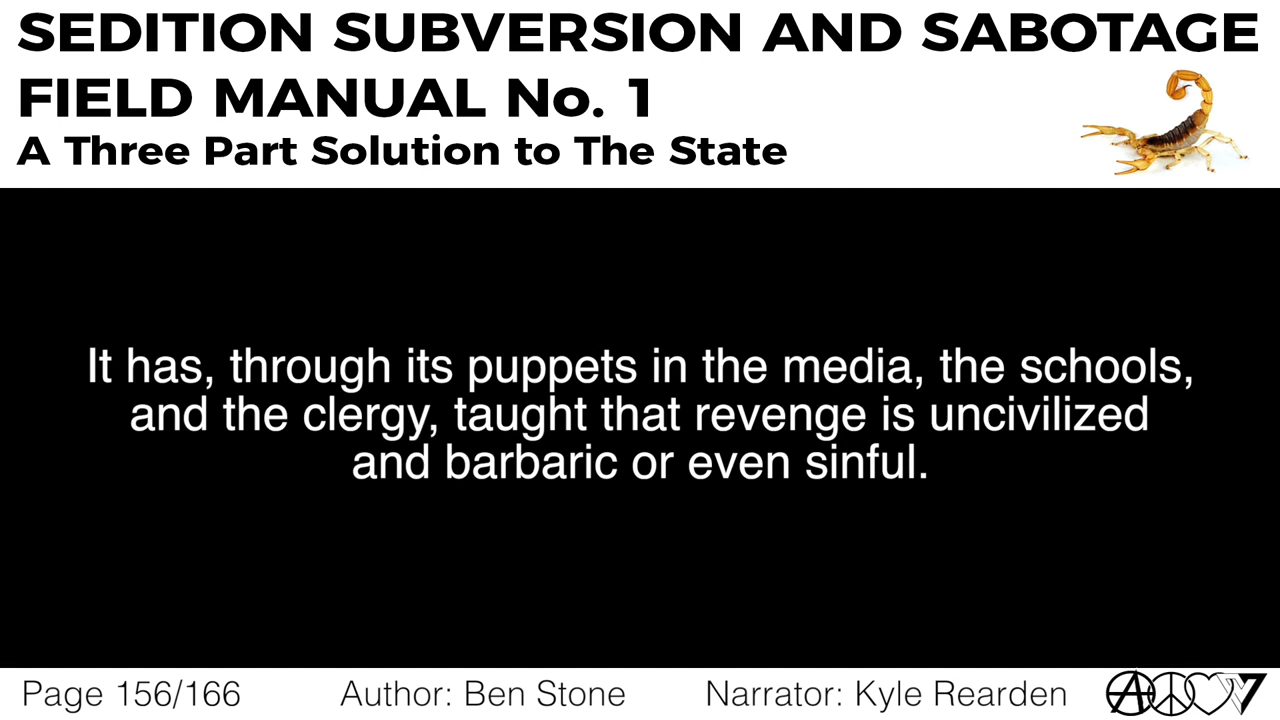 SEDITION SUBVERSION AND SABOTAGE
FIELD MANUAL No. 1
A Three Part Solution to The State
It has, through its puppets in the media, the schools,
and the clergy, taught that revenge is uncivilized
and barbaric or even sinful.
Page 156/166 Author: Ben Stone Narrator: Kyle Rearden